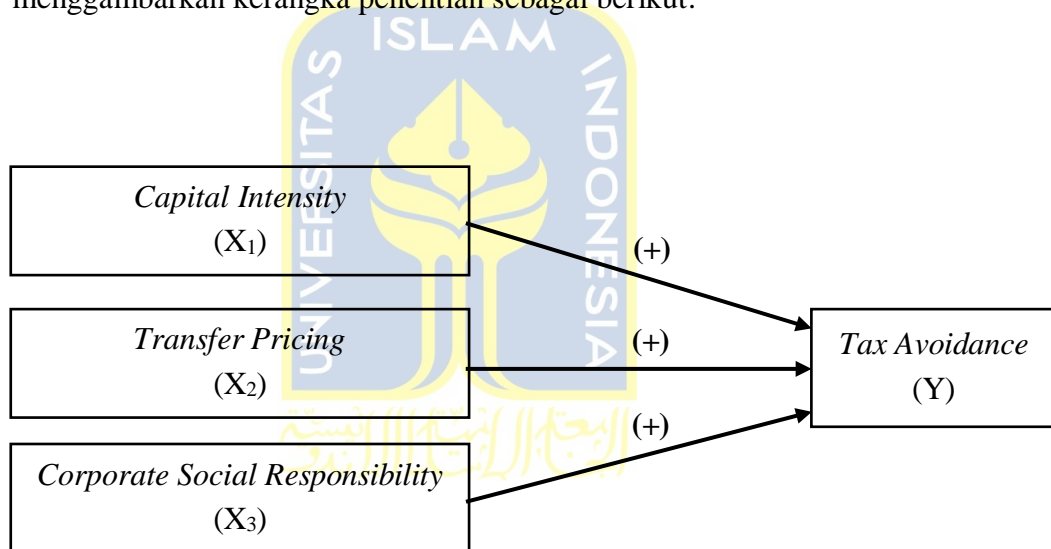 menggambarkan kerangka penelitian sebagai berikut:
UNIVERSITAS
ISLAM
INDONESIA
Capital Intensity
(X₁)
(+)
Transfer Pricing
(X₂)
(+)
Tax Avoidance
(Y)
Corporate Social Responsibility
(X₃)
(+)